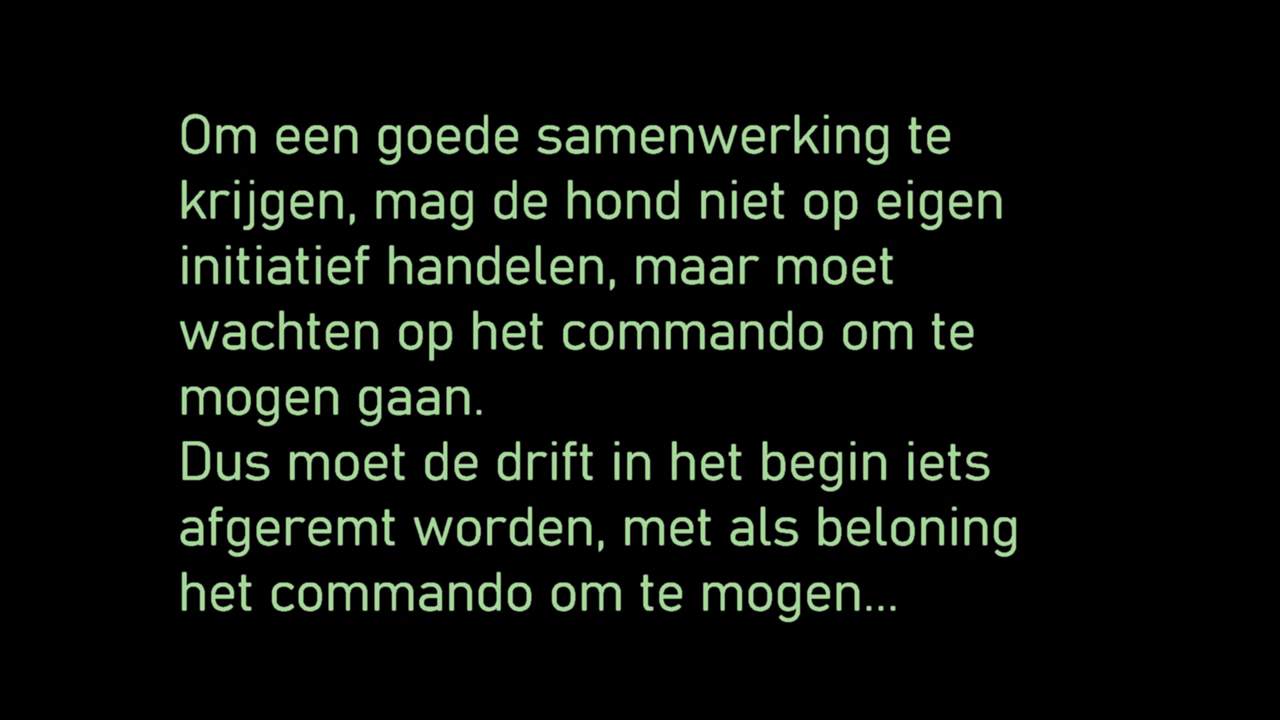 Om een goede samenwerking te
krijgen, mag de hond niet op eigen
initiatief handelen, maar moet
wachten op het commando om te
mogen gaan.
Dus moet de drift in het begin iets
afgeremt worden, met als beloning
het commando om te mogen...